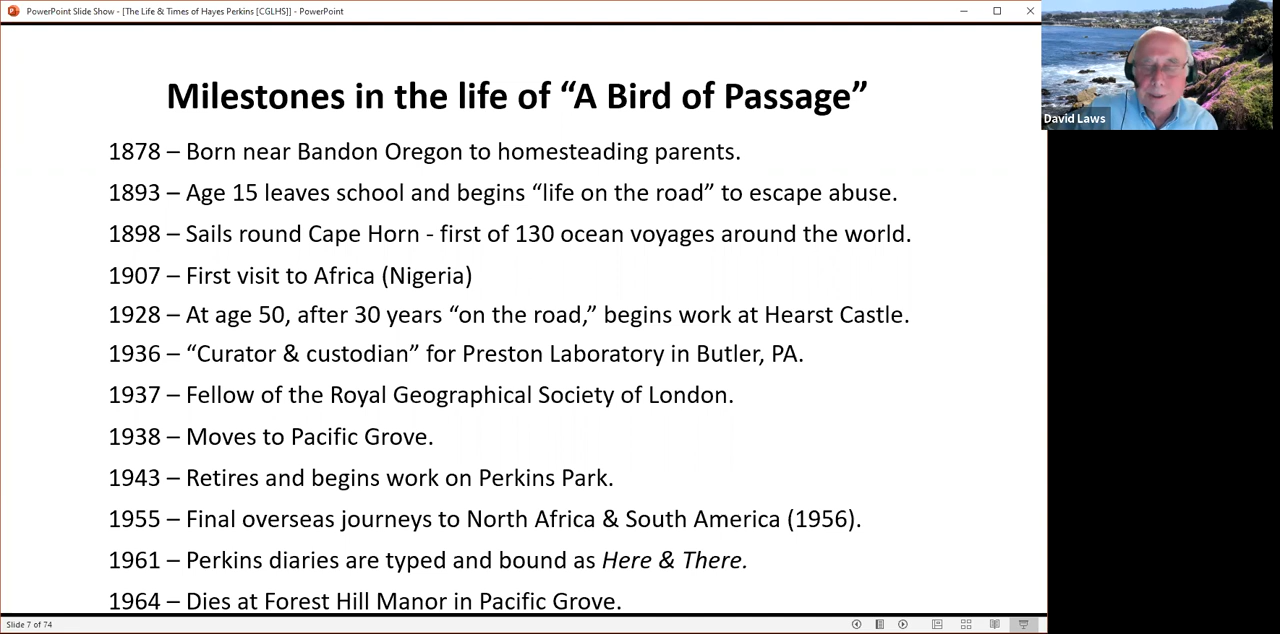 PowerPoint Slide Show - [The Life & Times of Hayes Perkins [CGLHS]] - PowerPoint
Milestones in the life of “A Bird of Passage”
1878 – Born near Bandon Oregon to homesteading parents.
1893 – Age 15 leaves school and begins “life on the road” to escape abuse.
1898 – Sails round Cape Horn - first of 130 ocean voyages around the world.
1907 – First visit to Africa (Nigeria)
1928 – At age 50, after 30 years “on the road,” begins work at Hearst Castle.
1936 – “Curator & custodian” for Preston Laboratory in Butler, PA.
1937 – Fellow of the Royal Geographical Society of London.
1938 – Moves to Pacific Grove.
1943 – Retires and begins work on Perkins Park.
1955 – Final overseas journeys to North Africa & South America (1956).
1961 – Perkins diaries are typed and bound as Here & There.
1964 – Dies at Forest Hill Manor in Pacific Grove.
Slide 7 of 74
David Laws